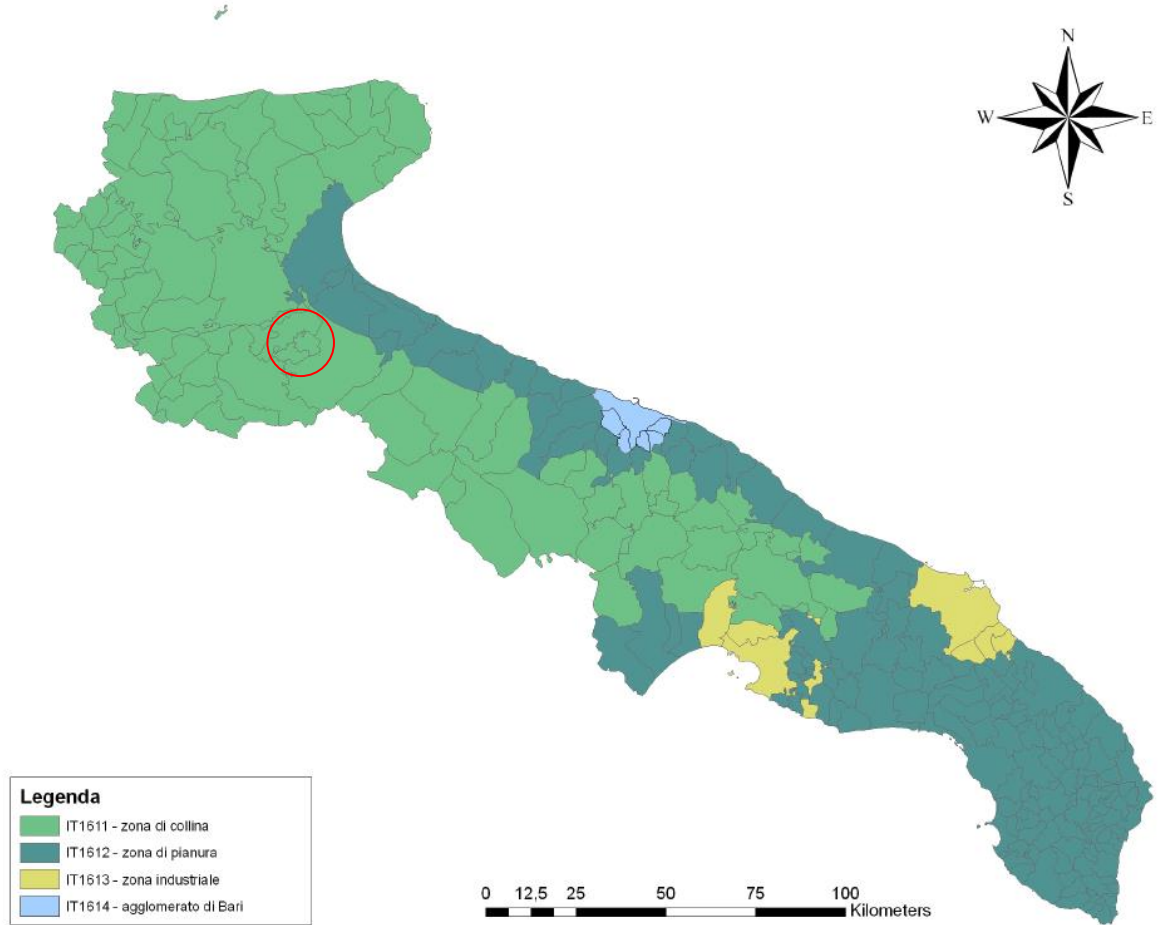 N
W E
S
Legenda
IT1611 - zona di collina
IT1612 - zona di pianura
IT1613 - zona industriale
IT1614 - agglomerato di Bari
0 12,5 25 50 75 100
Kilometers